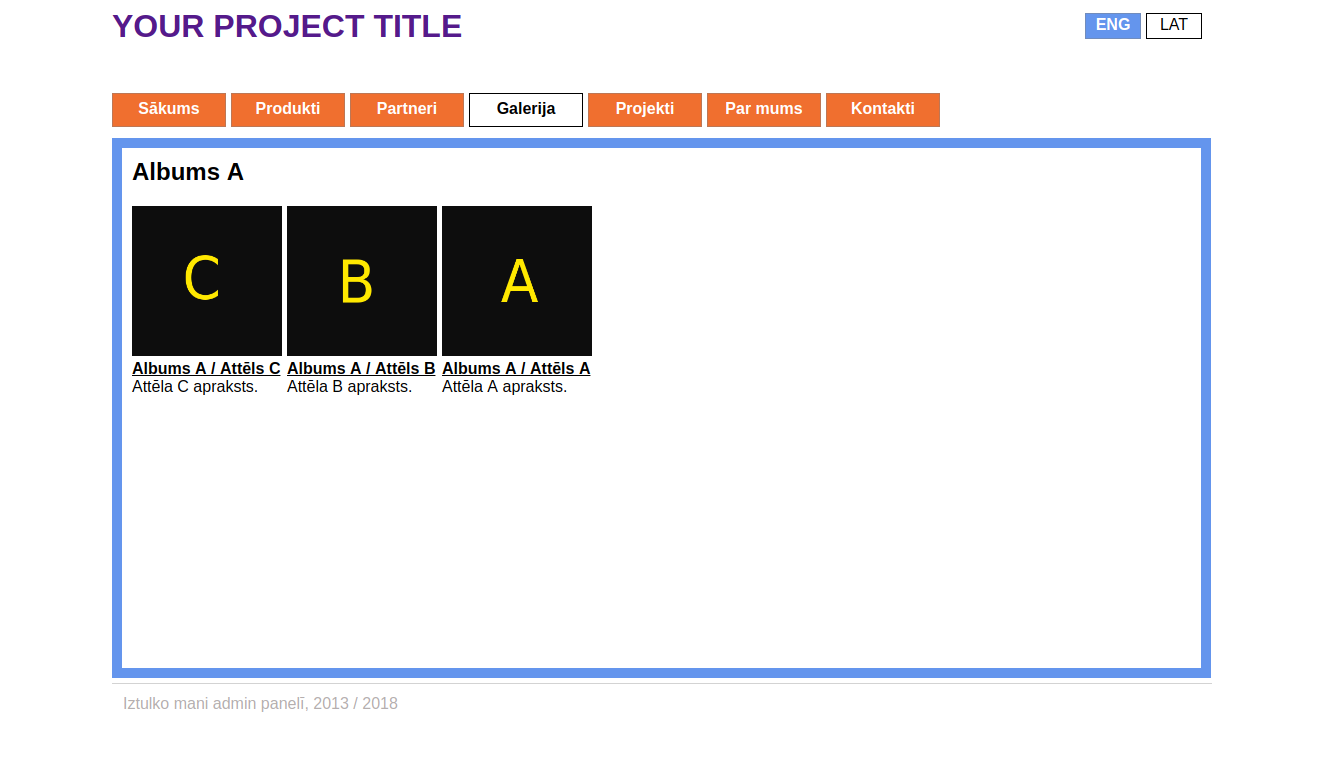 YOUR PROJECT TITLE
ENG LAT
Sākums Produkti Partneri Galerija Projekti Par mums Kontakti
Albums A
C B A
Albums A / Attēls C Albums A / Attēls B Albums A / Attēls A
Attēla C apraksts. Attēla B apraksts. Attēla A apraksts.
Iztulko mani admin panelī, 2013 / 2018